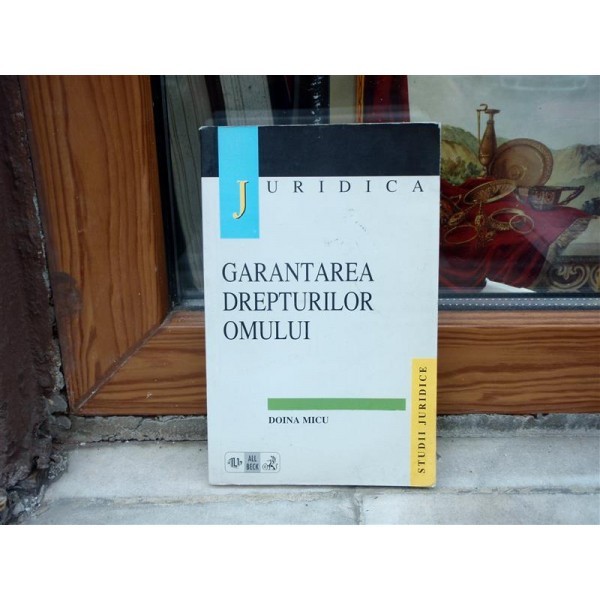 JURIDICA
GARANTAREA
DREPTURILOR
OMULUI
DOINA MICU
STUDII JURIDICE
ALL
BECK